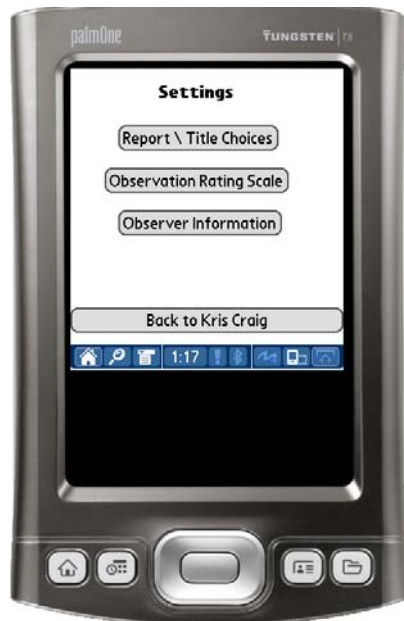 palmOne TUNGSTEN | T5
Settings
Report \ Title Choices
Observation Rating Scale
Observer Information
Back to Kris Craig
1:17